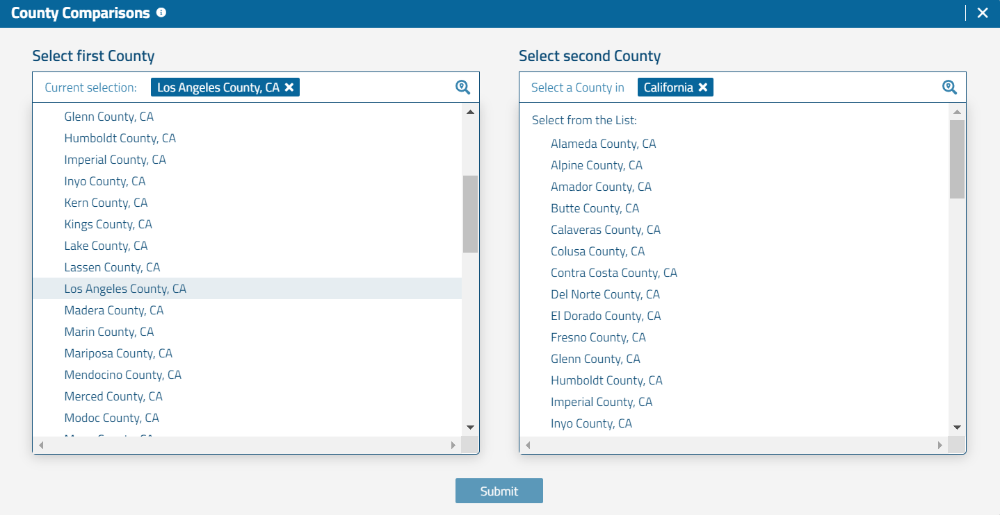 County Comparisons
Select first County
Current selection: Los Angeles County, CA
Glenn County, CA
Humboldt County, CA
Imperial County, CA
Inyo County, CA
Kern County, CA
Kings County, CA
Lake County, CA
Lassen County, CA
Los Angeles County, CA
Madera County, CA
Marin County, CA
Mariposa County, CA
Mendocino County, CA
Merced County, CA
Modoc County, CA
Select second County
Select a County in California
Select from the List:
Alameda County, CA
Alpine County, CA
Amador County, CA
Butte County, CA
Calaveras County, CA
Colusa County, CA
Contra Costa County, CA
Del Norte County, CA
El Dorado County, CA
Fresno County, CA
Glenn County, CA
Humboldt County, CA
Imperial County, CA
Inyo County, CA
Submit